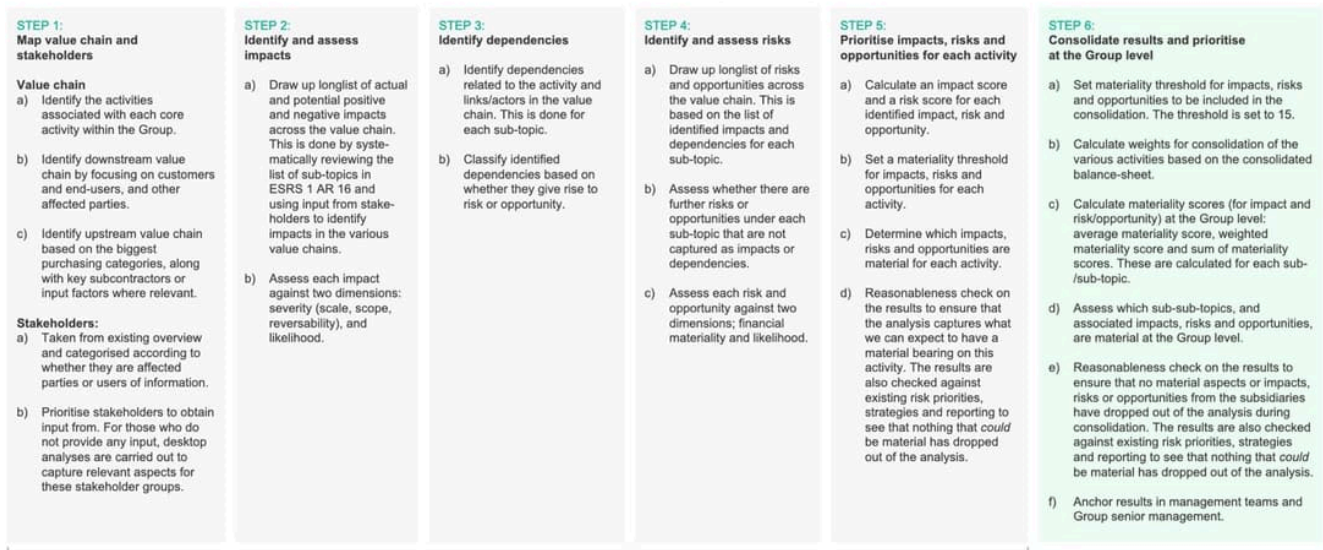 STEP 1:
Map value chain and
stakeholders
Value chain
a) Identify the activities
associated with each core
activity within the Group.
b) Identify downstream value
chain by focusing on customers
and end-users, and other
affected parties.
c) Identify upstream value chain
based on the biggest
purchasing categories, along
with key subcontractors or
input factors where relevant.
Stakeholders:
a) Taken from existing overview
and categorised according to
whether they are affected
parties or users of information.
b) Prioritise stakeholders to obtain
input from. For those who do
not provide any input, desktop
analyses are carried out to
capture relevant aspects for
these stakeholder groups.
STEP 2:
Identify and assess
impacts
a) Draw up longlist of actual
and potential positive
and negative impacts
across the value chain.
This is done by syste-
matically reviewing the
list of sub-topics in
ESRS 1 AR 16 and
using input from stake-
holders to identify
impacts in the various
value chains.
b) Assess each impact
against two dimensions:
severity (scale, scope,
reversability), and
likelihood.
STEP 3:
Identify dependencies
a) Identify dependencies
related to the activity and
links/actors in the value
chain. This is done for
each sub-topic.
b) Classify identified
dependencies based on
whether they give rise to
risk or opportunity.
STEP 4:
Identify and assess risks
a) Draw up longlist of risks
and opportunities across
the value chain. This is
based on the list of
identified impacts and
dependencies for each
sub-topic.
b) Assess whether there are
further risks or
opportunities under each
sub-topic that are not
captured as impacts or
dependencies.
c) Assess each risk and
opportunity against two
dimensions; financial
materiality and likelihood.
STEP 5:
Prioritise impacts, risks and
opportunities for each activity
a) Calculate an impact score
and a risk score for each
identified impact, risk and
opportunity.
b) Set a materiality threshold
for impacts, risks and
opportunities for each
activity.
c) Determine which impacts,
risks and opportunities are
material for each activity.
d) Reasonableness check on
the results to ensure that
the analysis captures what
we can expect to have a
material bearing on this
activity. The results are
also checked against
existing risk priorities,
strategies and reporting to
see that nothing that could
be material has dropped
out of the analysis.
STEP 6:
Consolidate results and prioritise
at the Group level
a) Set materiality threshold for impacts, risks
and opportunities to be included in the
consolidation. The threshold is set to 15.
b) Calculate weights for consolidation of the
various activities based on the consolidated
balance-sheet.
c) Calculate materiality scores (for impact and
risk/opportunity) at the Group level:
average materiality score, weighted
materiality score and sum of materiality
scores. These are calculated for each sub-
/sub-topic.
d) Assess which sub-sub-topics, and
associated impacts, risks and opportunities,
are material at the Group level.
e) Reasonableness check on the results to
ensure that no material aspects or impacts,
risks or opportunities from the subsidiaries
have dropped out of the analysis during
consolidation. The results are also checked
against existing risk priorities, strategies
and reporting to see that nothing that could
be material has dropped out of the analysis.
f) Anchor results in management teams and
Group senior management.